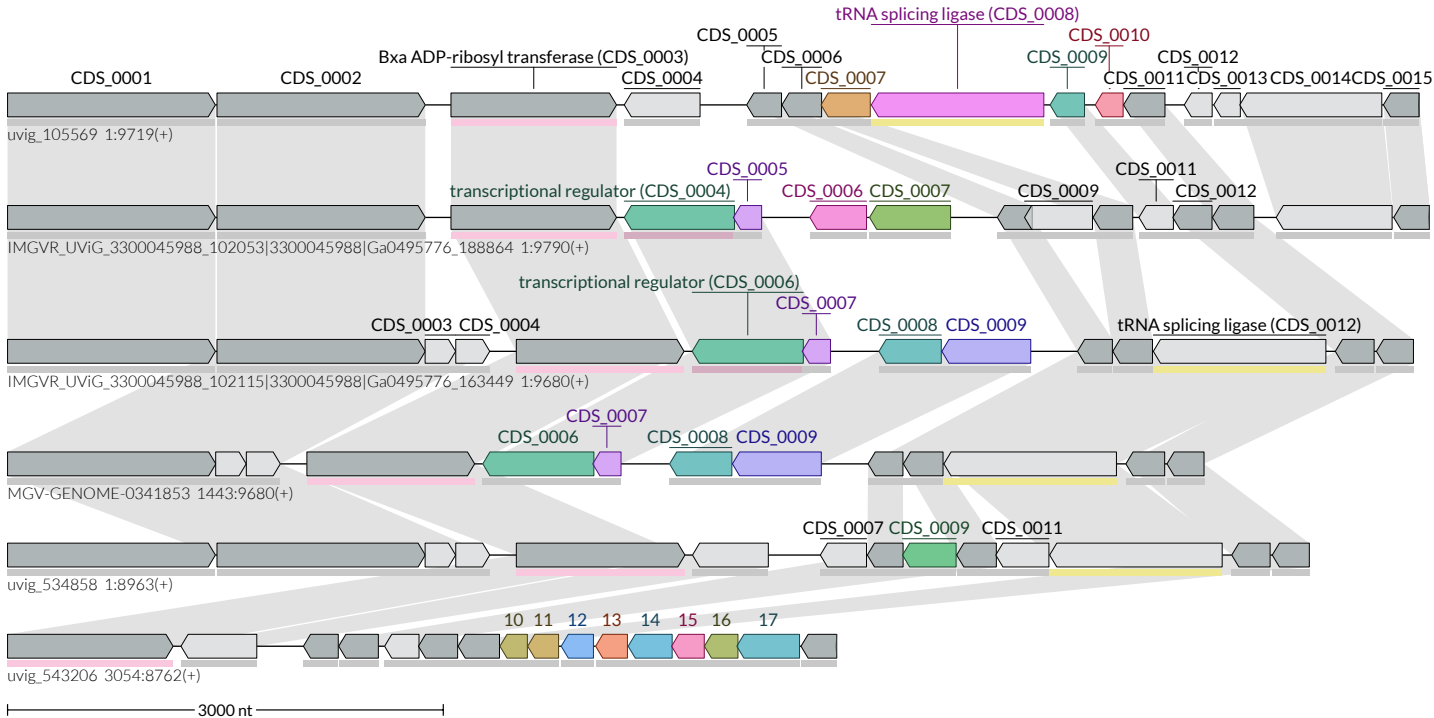 tRNA splicing ligase (CDS_0008)
CDS_0005 CDS_0010
Bxa ADP-ribosyl transferase (CDS_0003) CDS_0006 CDS_0009 CDS_0012
CDS_0001 CDS_0002 CDS_0004 CDS_0007 CDS_0011 CDS_0013 CDS_0014 CDS_0015
uvig_105569 1:9719(+)
CDS_0005 CDS_0011
transcriptional regulator (CDS_0004) CDS_0006 CDS_0007 CDS_0009 CDS_0012
IMGVR_UViG_3300045988_102053|3300045988|Ga0495776_188864 1:9790(+)
transcriptional regulator (CDS_0006)
CDS_0007
CDS_0003 CDS_0004 CDS_0008 CDS_0009 tRNA splicing ligase (CDS_0012)
IMGVR_UViG_3300045988_102115|3300045988|Ga0495776_163449 1:9680(+)
CDS_0007
CDS_0006 CDS_0008 CDS_0009
MGV-GENOME-0341853 1443:9680(+)
CDS_0007 CDS_0009 CDS_0011
uvig_534858 1:8963(+)
10 11 12 13 14 15 16 17
uvig_543206 3054:8762(+)
3000 nt